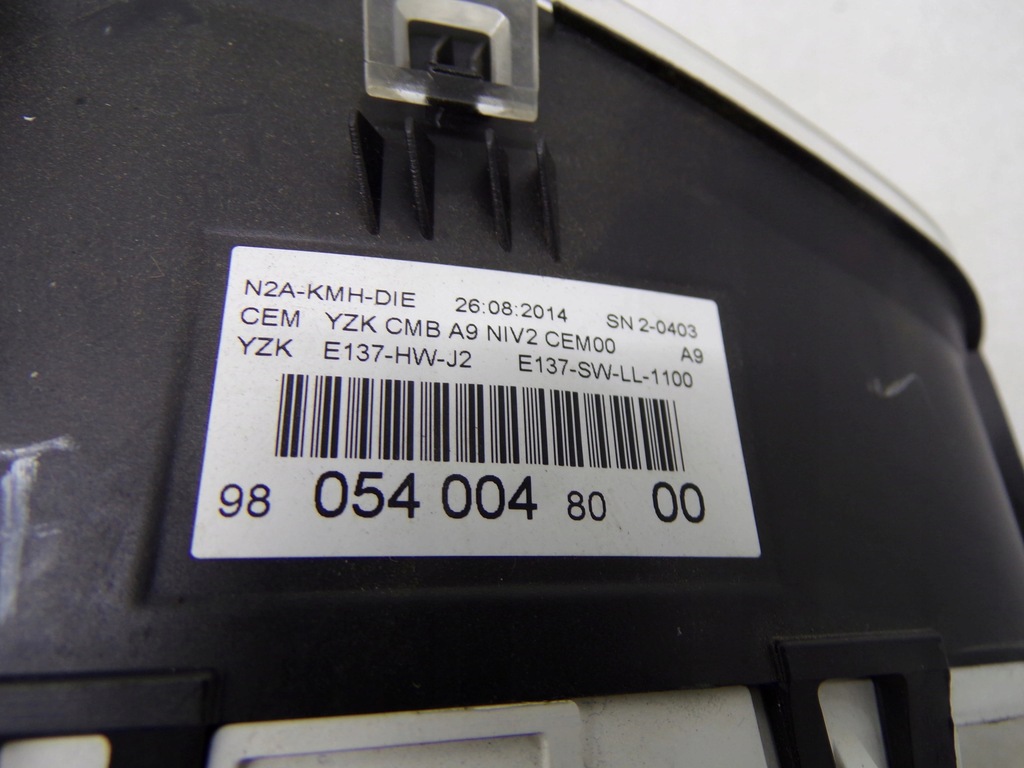 N2A-KMH-DIE 26:08:2014 SN 2-0403
CEM YZK CMB A9 NIV2 CEM00 A9
YZK E137-HW-J2 E137-SW-LL-1100
98 054 004 80 00